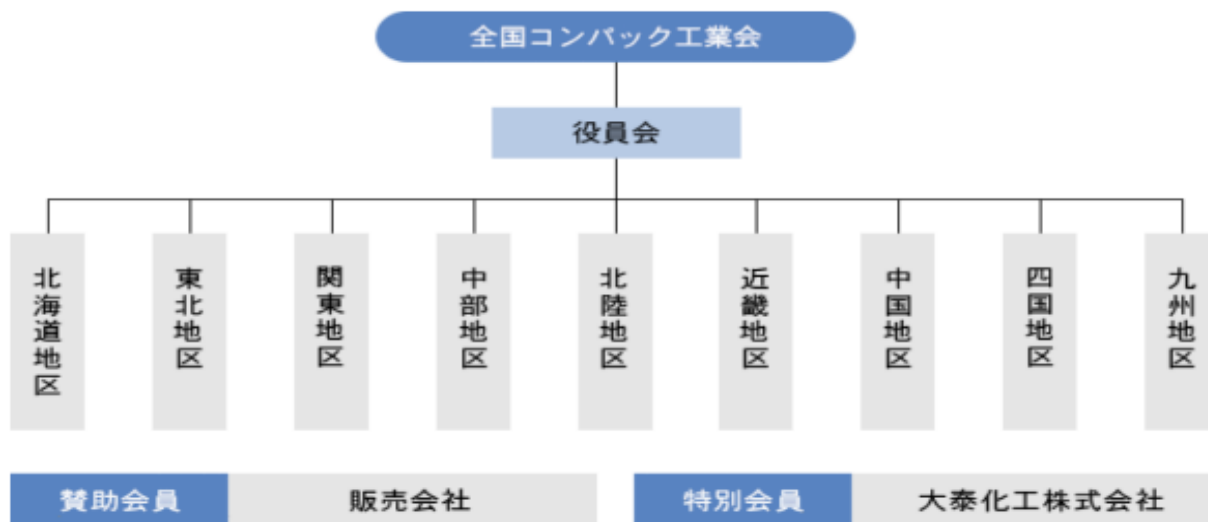 全国コンパック工業会
役員会
北海道地区
東北地区
関東地区
中部地区
北陸地区
近畿地区
中国地区
四国地区
九州地区
賛助会員
販売会社
特別会員
大泰化工株式会社